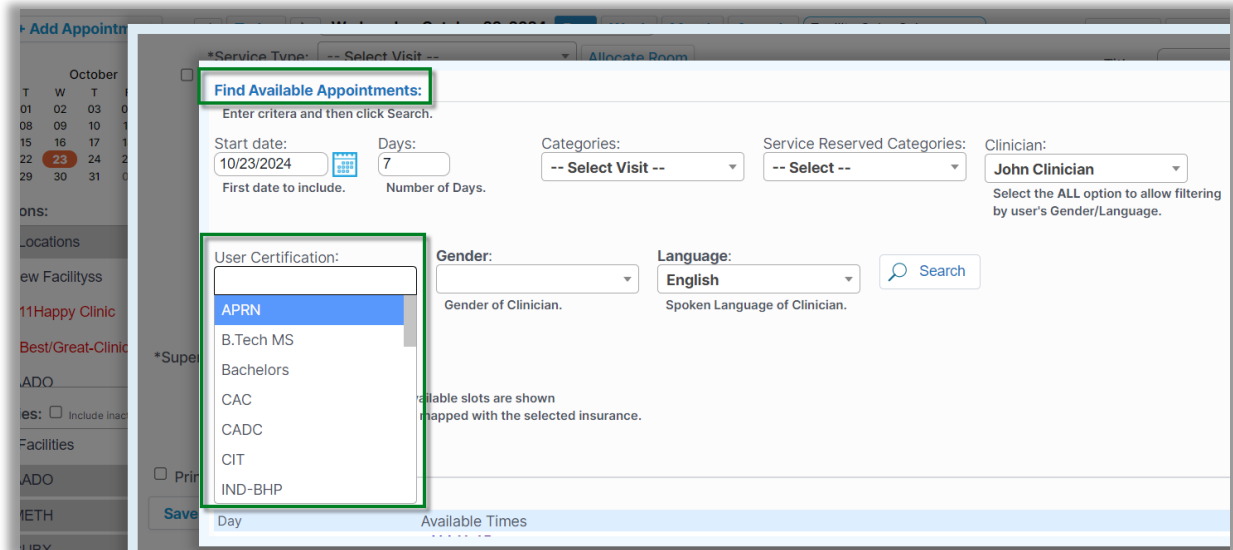 + Add Appointm
*Service Type: -- Select Visit -- Allocate Room
October
T W T
01 02 03
08 09 10
15 16 17
22 23 24
29 30 31
Find Available Appointments:
Enter critera and then click Search.
Start date: Days: Categories: Service Reserved Categories: Clinician:
10/23/2024 7 -- Select Visit -- -- Select -- John Clinician
First date to include. Number of Days. Select the ALL option to allow filtering
by user's Gender/Language.
ons:
Locations
ew Facilityss
11Happy Clinic
Best/Great-Clinic
AADO
es: Include inac
Facilities
AADO
METH
User Certification: Gender: Language:
English Search
Gender of Clinician. Spoken Language of Clinician.
APRN
B.Tech MS
Bachelors
CAC
CADC
CIT
IND-BHP
*Super
ailable slots are shown
mapped with the selected insurance.
Prin
Save
Day Available Times